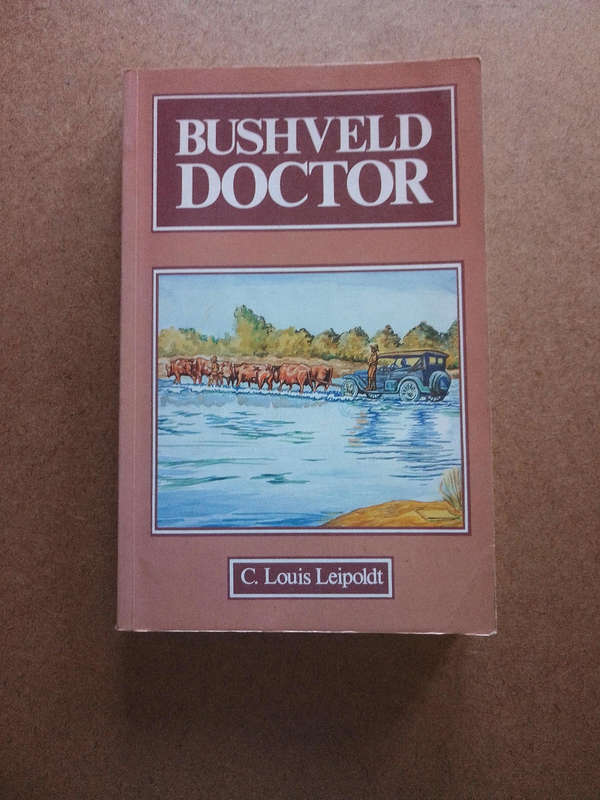 BUSHVELD
DOCTOR
C. Louis Leipoldt